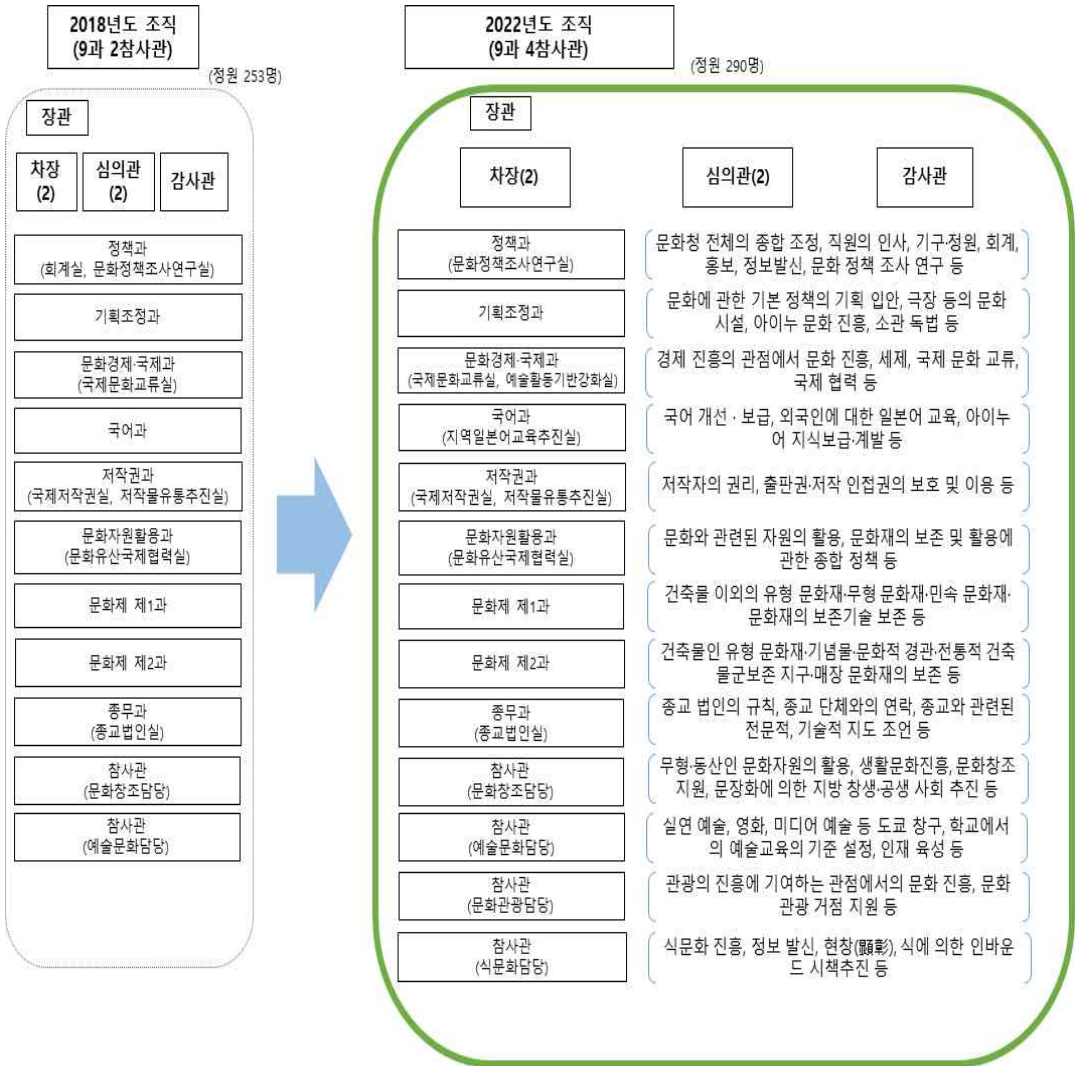 2018년도 조직
(9과 2참사관)
(정원 253명)
장관
차장
(2)
심의관
(2)
감사관
정책과
(회계실, 문화정책조사연구실)
기획조정과
문화경제·국제과
(국제문화교류실)
국어과
저작권과
(국제저작권실, 저작물유통추진실)
문화자원활용과
(문화유산국제협력실)
문화제 제1과
문화제 제2과
종무과
(종교법인실)
참사관
(문화창조담당)
참사관
(예술문화담당)
2022년도 조직
(9과 4참사관)
(정원 290명)
장관
차장(2)
심의관(2)
감사관
정책과
(문화정책조사연구실)
문화청 전체의 종합 조정, 직원의 인사, 기구·정원, 회계,
홍보, 정보발신, 문화 정책 조사 연구 등
기획조정과
문화에 관한 기본 정책의 기획 입안, 극장 등의 문화
시설, 아이누 문화 진흥, 소관 독법 등
문화경제·국제과
(국제문화교류실, 예술활동기반강화실)
경제 진흥의 관점에서 문화 진흥, 세제, 국제 문화 교류,
국제 협력 등
국어과
(지역일본어교육추진실)
국어 개선 · 보급, 외국인에 대한 일본어 교육, 아이누
어 지식보급·계발 등
저작권과
(국제저작권실, 저작물유통추진실)
저작자의 권리, 출판권·저작 인접권의 보호 및 이용 등
문화자원활용과
(문화유산국제협력실)
문화와 관련된 자원의 활용, 문화재의 보존 및 활용에
관한 종합 정책 등
문화제 제1과
건축물 이외의 유형 문화재·무형 문화재·민속 문화재·
문화재의 보존기술 보존 등
문화제 제2과
건축물인 유형 문화재·기념물·문화적 경관·전통적 건축
물군보존 지구·매장 문화재의 보존 등
종무과
(종교법인실)
종교 법인의 규칙, 종교 단체와의 연락, 종교와 관련된
전문적, 기술적 지도 조언 등
참사관
(문화창조담당)
무형·동산인 문화자원의 활용, 생활문화진흥, 문화창조
지원, 문장화에 의한 지방 창생·공생 사회 추진 등
참사관
(예술문화담당)
실연 예술, 영화, 미디어 예술 등 도쿄 창구, 학교에서
의 예술교육의 기준 설정, 인재 육성 등
참사관
(문화관광담당)
관광의 진흥에 기여하는 관점에서의 문화 진흥, 문화
관광 거점 지원 등
참사관
(식문화담당)
식문화 진흥, 정보 발신, 현창(顯彰), 식에 의한 인바운
드 시책추진 등